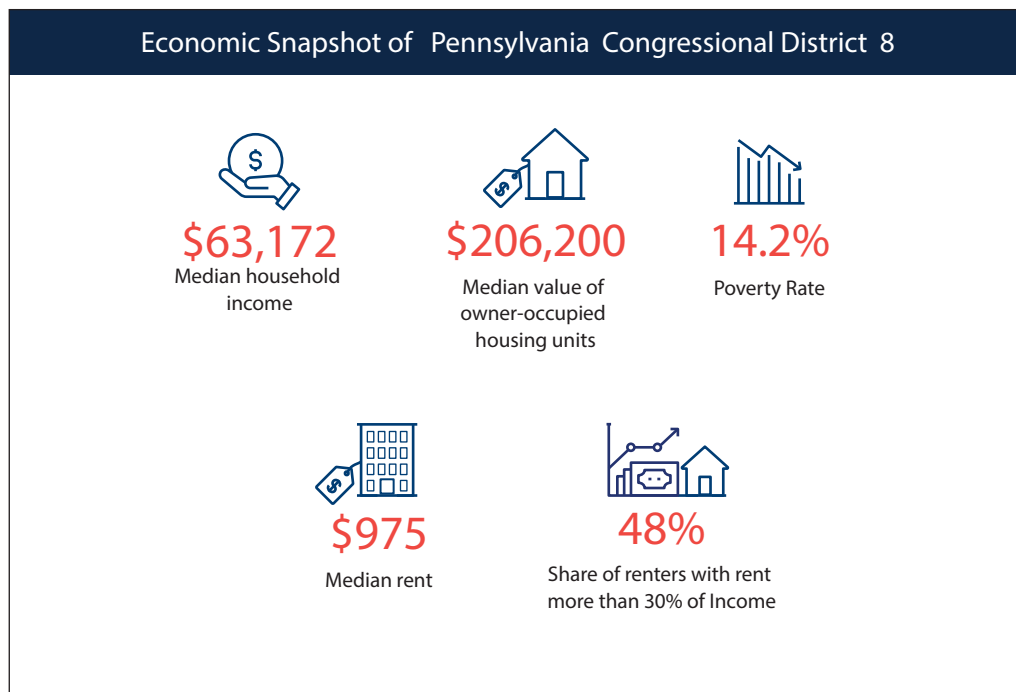 Economic Snapshot of Pennsylvania Congressional District 8
$
$63,172
Median household
income
$
$206,200
Median value of
owner-occupied
housing units
14.2%
Poverty Rate
$
$975
Median rent
48%
Share of renters with rent
more than 30% of Income